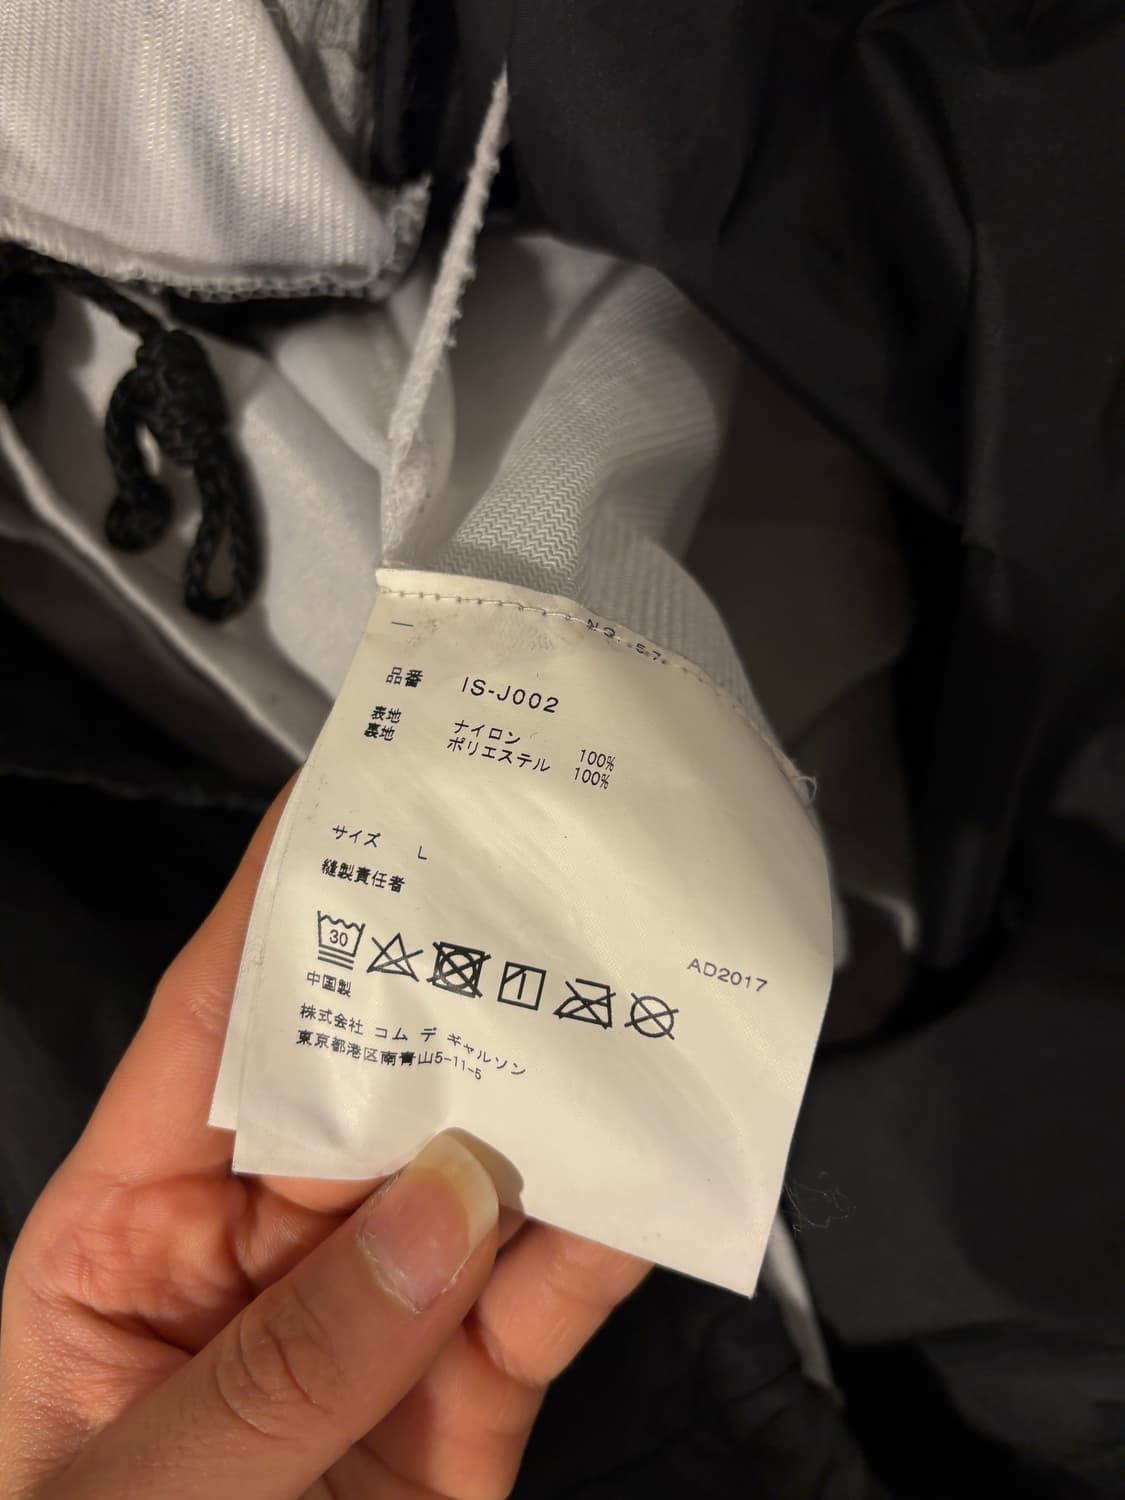 NO. 57
品番 IS-J002
表地 ナイロン 100%
裏地 ポリエステル 100%
サイズ L
縫製責任者
30
AD2017
中国製
株式会社 コム デ ギャルソン
東京都港区南青山5-11-5